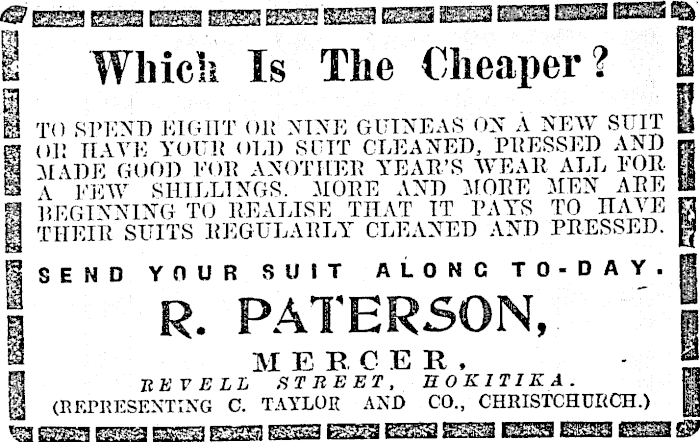 Which Is The Cheaper?
TO SPEND EIGHT OR NINE GUINEAS ON A NEW SUIT
OR HAVE YOUR OLD SUIT CLEANED, PRESSED AND
MADE GOOD FOR ANOTHER YEAR'S WEAR ALL FOR
A FEW SHILLINGS. MORE AND MORE MEN ARE
BEGINNING TO REALISE THAT IT PAYS TO HAVE
THEIR SUITS REGULARLY CLEANED AND PRESSED.
SEND YOUR SUIT ALONG TO-DAY.
R. PATERSON,
MERCER,
REVELL STREET, HOKITIKA.
(REPRESENTING C. TAYLOR AND CO., CHRISTCHURCH.)